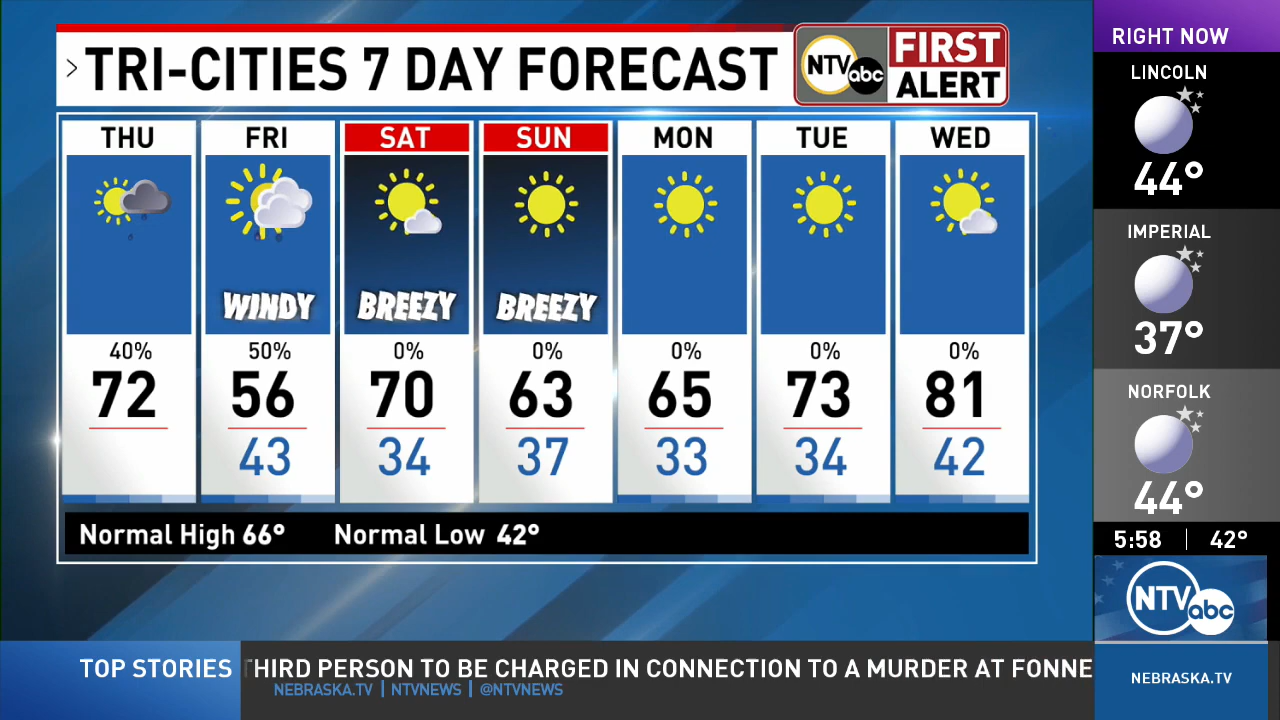 TRI-CITIES 7 DAY FORECAST
NTV abc FIRST ALERT
THU FRI SAT SUN MON TUE WED
WINDY BREEZY BREEZY
40% 50% 0% 0% 0% 0% 0%
72 56 70 63 65 73 81
43 34 37 33 34 42
Normal High 66° Normal Low 42°
RIGHT NOW
LINCOLN
44°
IMPERIAL
37°
NORFOLK
44°
5:58 | 42°
NTV abc
NEBRASKA.TV
TOP STORIES
THIRD PERSON TO BE CHARGED IN CONNECTION TO A MURDER AT FONNE
NEBRASKA.TV | NTVNEWS | @NTVNEWS